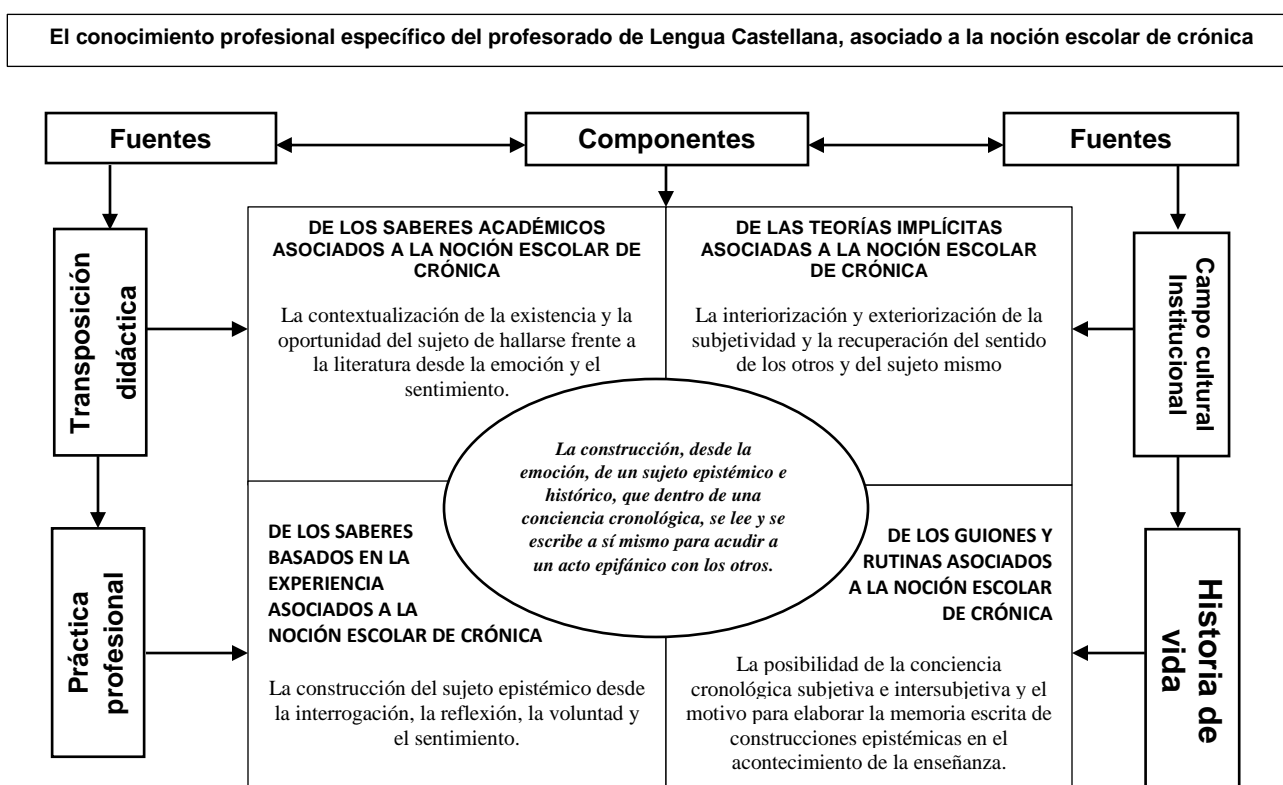 El conocimiento profesional específico del profesorado de Lengua Castellana, asociado a la noción escolar de crónica
Fuentes
Componentes
Fuentes
Transposición
didáctica
DE LOS SABERES ACADÉMICOS
ASOCIADOS A LA NOCIÓN ESCOLAR DE
CRÓNICA
La contextualización de la existencia y la
oportunidad del sujeto de hallarse frente a
la literatura desde la emoción y el
sentimiento.
DE LAS TEORÍAS IMPLÍCITAS
ASOCIADAS A LA NOCIÓN ESCOLAR
DE CRÓNICA
La interiorización y exteriorización de la
subjetividad y la recuperación del sentido
de los otros y del sujeto mismo
Campo cultural
Institucional
La construcción, desde la
emoción, de un sujeto epistémico e
histórico, que dentro de una
conciencia cronológica, se lee y se
escribe a sí mismo para acudir a
un acto epifánico con los otros.
Práctica
profesional
DE LOS SABERES
BASADOS EN LA
EXPERIENCIA
ASOCIADOS A LA
NOCIÓN ESCOLAR DE CRÓNICA
La construcción del sujeto epistémico desde
la interrogación, la reflexión, la voluntad y
el sentimiento.
DE LOS GUIONES Y
RUTINAS ASOCIADOS
A LA NOCIÓN ESCOLAR
DE CRÓNICA
La posibilidad de la conciencia
cronológica subjetiva e intersubjetiva y el
motivo para elaborar la memoria escrita de
construcciones epistémicas en el
acontecimiento de la enseñanza.
Historia de
vida